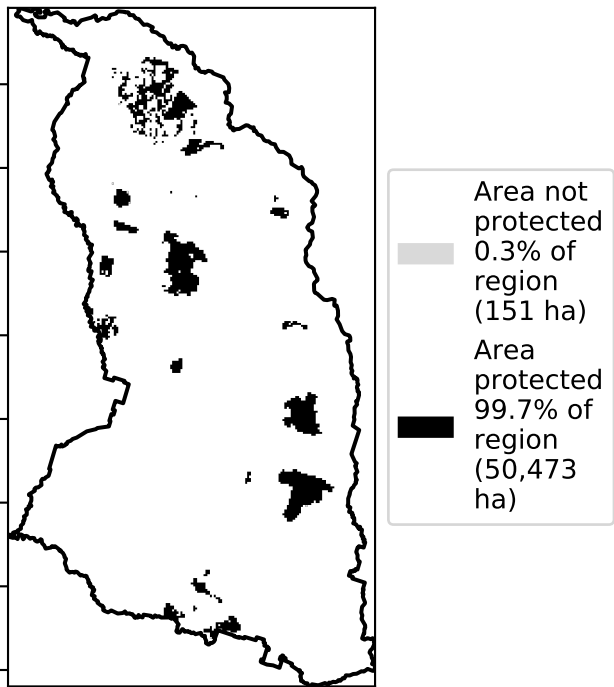 Area not
protected
0.3% of
region
(151 ha)
Area
protected
99.7% of
region
(50,473
ha)